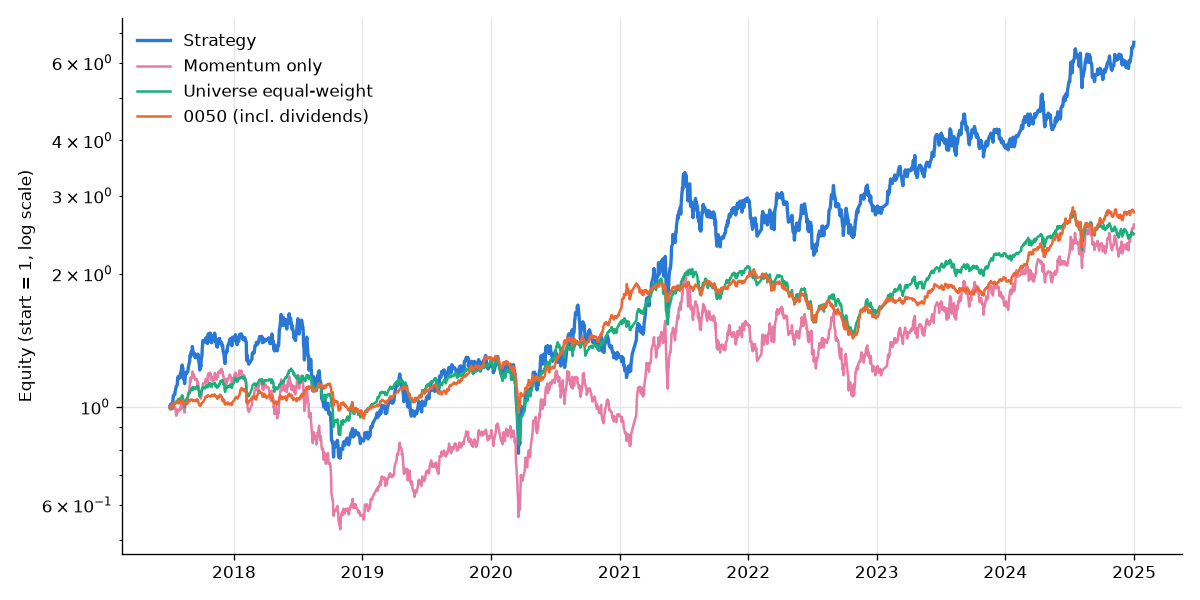 Strategy
Momentum only
Universe equal-weight
0050 (incl. dividends)
Equity (start = 1, log scale)
6 × 10⁰
4 × 10⁰
3 × 10⁰
2 × 10⁰
10⁰
6 × 10⁻¹
2018 2019 2020 2021 2022 2023 2024 2025